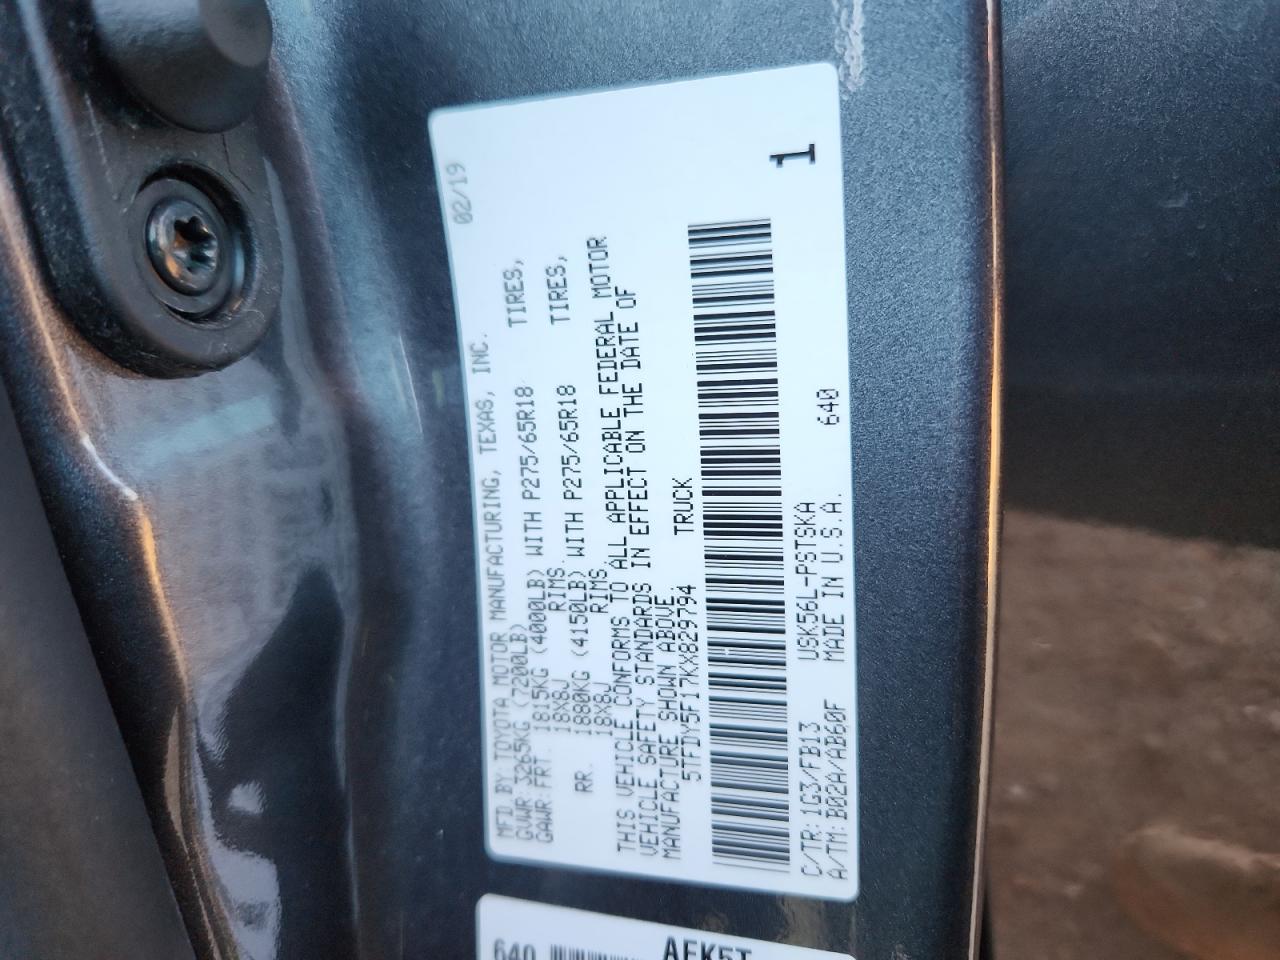 MFD.BY TOYOTA MOTOR MANUFACTURING, TEXAS, INC. 02/19
GVWR:3265KG (7200LB)
GAWR:FRT. 1815KG (4000LB) WITH P275/65R18 TIRES,
18X8J RIMS.
RR. 1880KG (4150LB) WITH P275/65R18 TIRES,
18X8J RIMS.
THIS VEHICLE CONFORMS TO ALL APPLICABLE FEDERAL MOTOR
VEHICLE SAFETY STANDARDS IN EFFECT ON THE DATE OF
MANUFACTURE SHOWN ABOVE.
5TFDY5F17KX829794 TRUCK
1
C/TR:1G3/FB13 USK56L-PSTSKA 640
A/TM:B02A/AB60F MADE IN U.S.A.
640
AEK5T